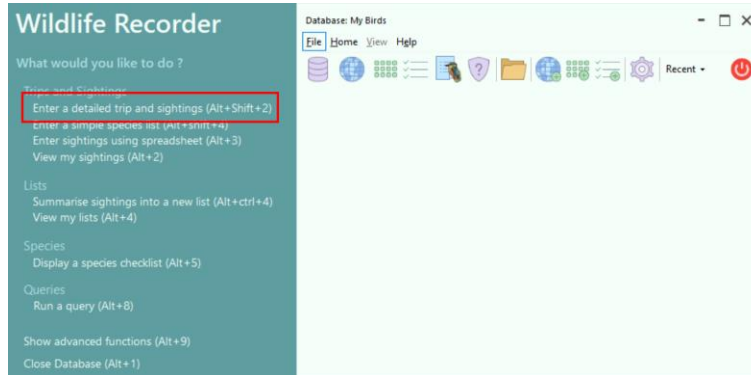 Wildlife Recorder
What would you like to do ?
Trips and Sightings
Enter a detailed trip and sightings (Alt+Shift+2)
Enter a simple species list (Alt+shift+4)
Enter sightings using spreadsheet (Alt+3)
View my sightings (Alt+2)
Lists
Summarise sightings into a new list (Alt+ctrl+4)
View my lists (Alt+4)
Species
Display a species checklist (Alt+5)
Queries
Run a query (Alt+8)
Show advanced functions (Alt+9)
Close Database (Alt+1)
Database: My Birds
File Home View Help
Recent